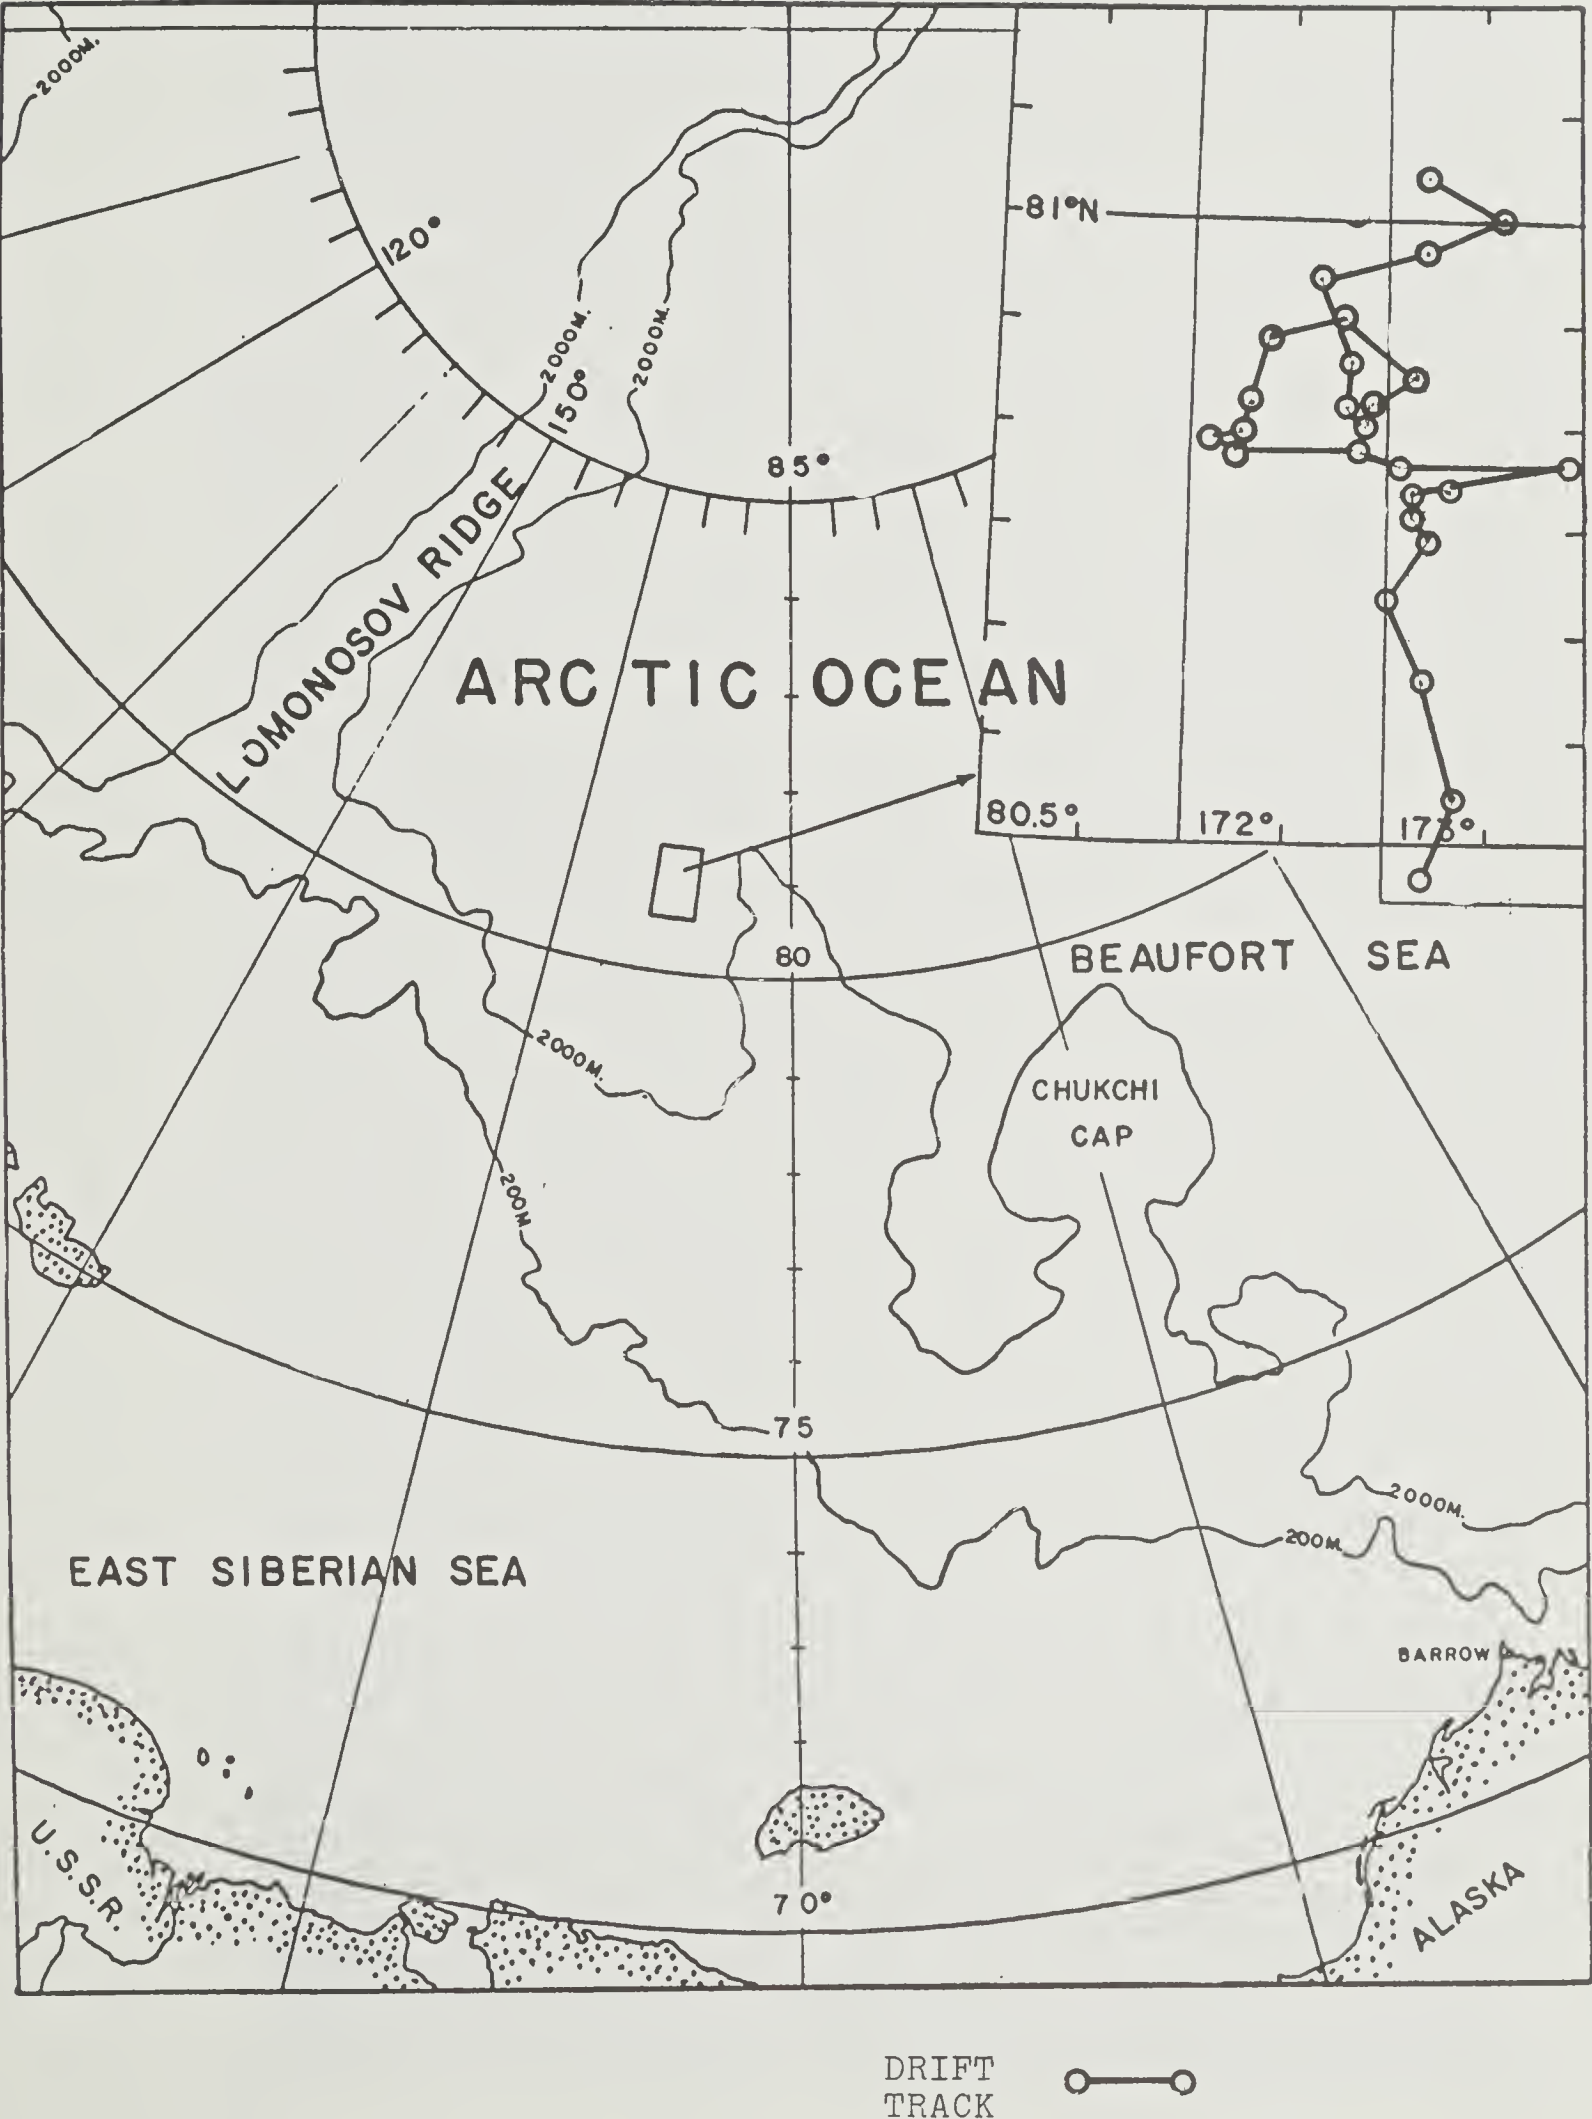 2000M.
120°
81°N
2000M.
2000M.
150°
85°
LOMONOSOV RIDGE
ARCTIC OCEAN
80.5°
172°
173°
80
BEAUFORT SEA
2000M.
CHUKCHI
CAP
200M.
75
2000M.
200M.
EAST SIBERIAN SEA
BARROW
U.S.S.R.
70°
ALASKA
DRIFT
TRACK